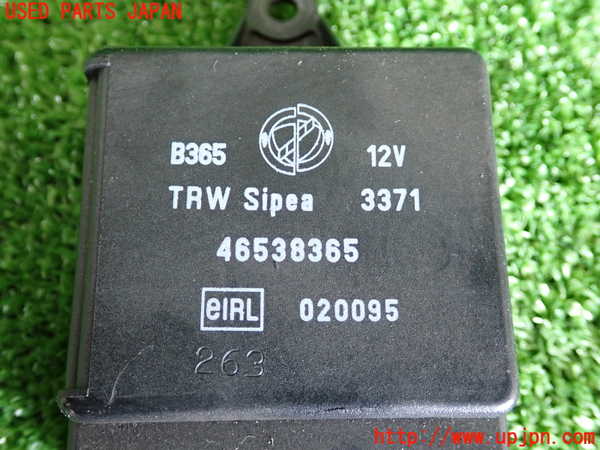 USED PARTS JAPAN
B365 12V
TRW Sipea 3371
46538365
eIRL 020095
263
http://www.upjpn.com